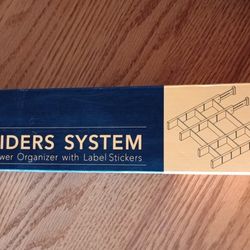 IDERS SYSTEM
wer Organizer with Label Stickers